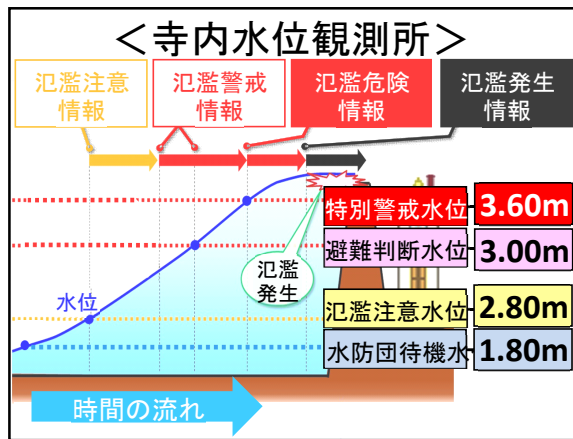 ＜寺内水位観測所＞
氾濫注意
情報
氾濫警戒
情報
氾濫危険
情報
氾濫発生
情報
特別警戒水位 3.60m
避難判断水位 3.00m
氾濫
発生
水位
氾濫注意水位 2.80m
水防団待機水 1.80m
時間の流れ